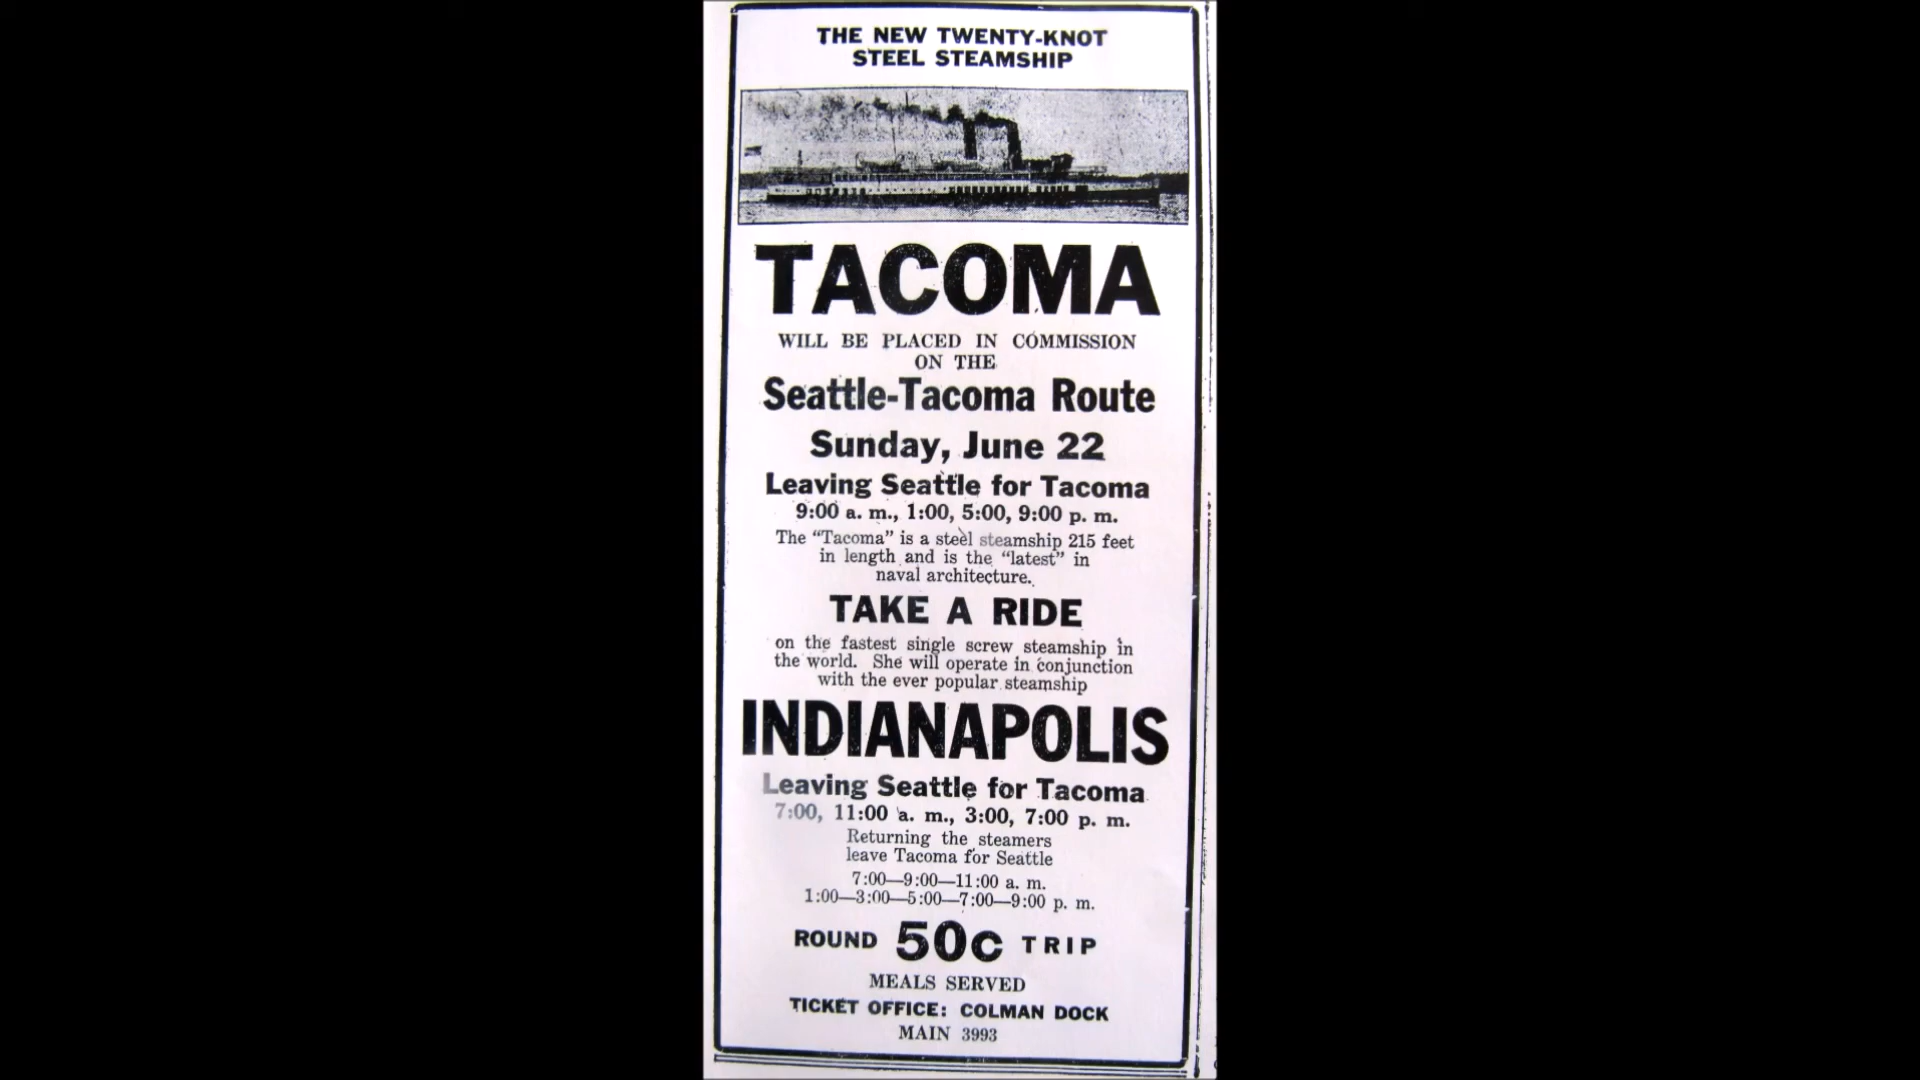 THE NEW TWENTY-KNOT
STEEL STEAMSHIP
TACOMA
WILL BE PLACED IN COMMISSION
ON THE
Seattle-Tacoma Route
Sunday, June 22
Leaving Seattle for Tacoma
9:00 a. m., 1:00, 5:00, 9:00 p. m.
The “Tacoma” is a steel steamship 215 feet
in length and is the “latest” in
naval architecture.
TAKE A RIDE
on the fastest single screw steamship in
the world. She will operate in conjunction
with the ever popular steamship
INDIANAPOLIS
Leaving Seattle for Tacoma
7:00, 11:00 a. m., 3:00, 7:00 p. m.
Returning the steamers
leave Tacoma for Seattle
7:00—9:00—11:00 a. m.
1:00—3:00—5:00—7:00—9:00 p. m.
ROUND 50c TRIP
MEALS SERVED
TICKET OFFICE: COLMAN DOCK
MAIN 3993